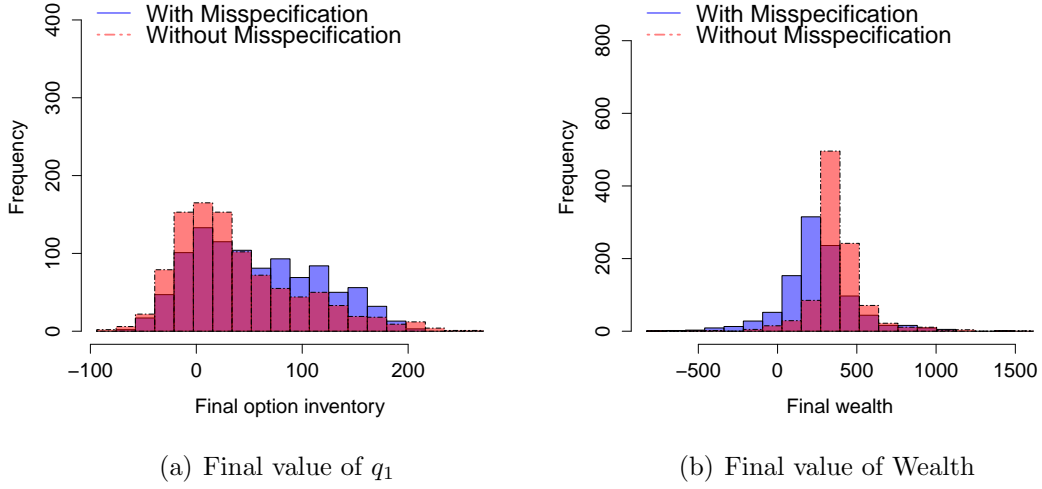 With Misspecification
Without Misspecification
Frequency
0
100
200
300
400
−100
0
100
200
Final option inventory
(a) Final value of q1
With Misspecification
Without Misspecification
Frequency
0
200
400
600
800
−500
0
500
1000
1500
Final wealth
(b) Final value of Wealth